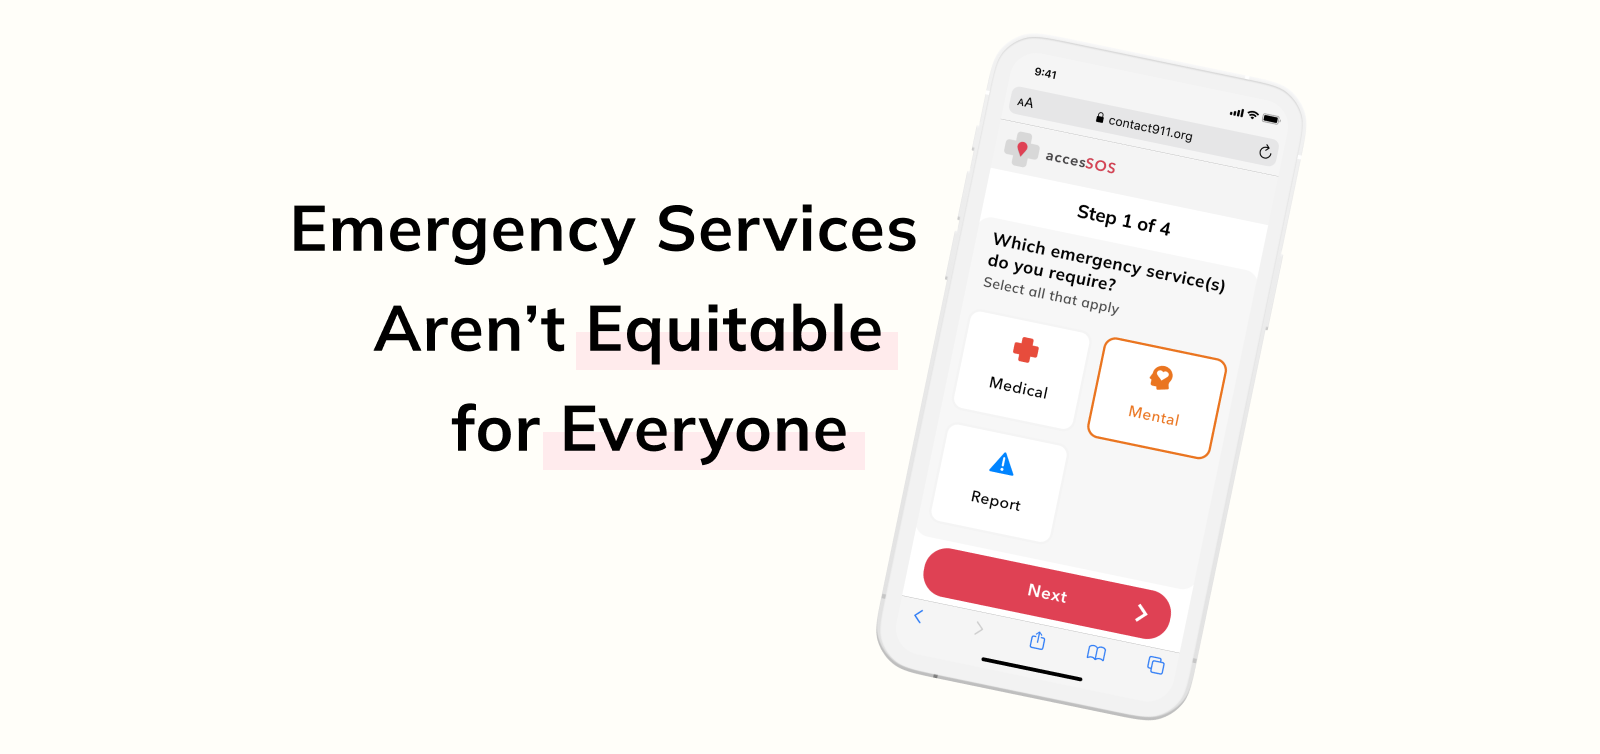 Emergency Services
Aren’t Equitable
for Everyone
9:41
AA
contact911.org
accesSOS
Step 1 of 4
Which emergency service(s)
do you require?
Select all that apply
Medical
Mental
Report
Next